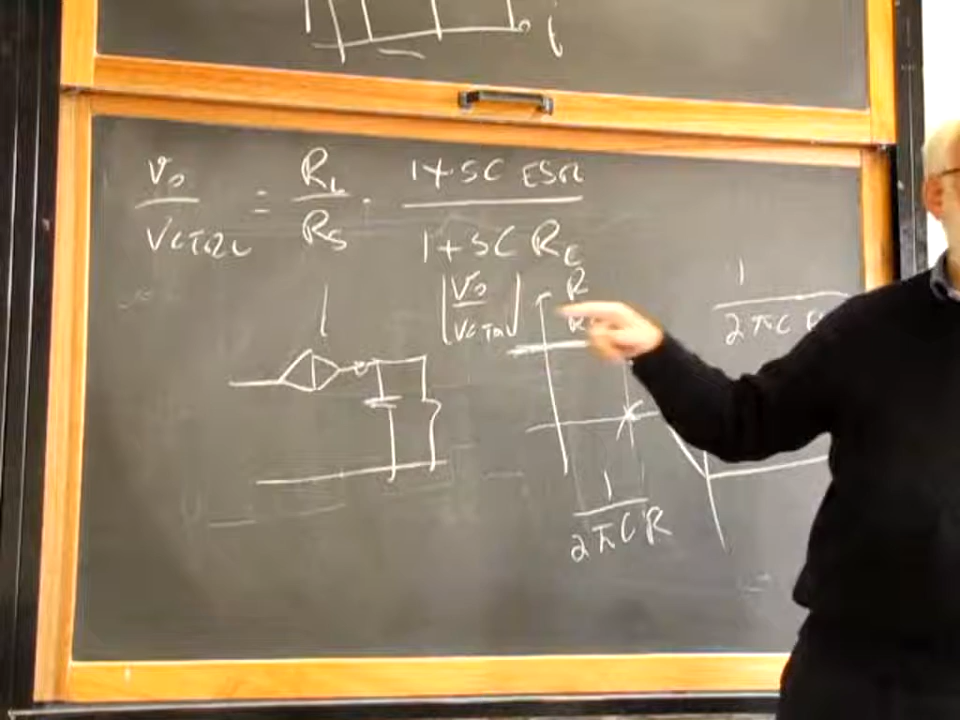 i
Vo / VCTRL = RL / RS · 1+SC ESR / 1+SC RL
|Vo / VCTRL| R
1 / 2πC
1 / 2πCR